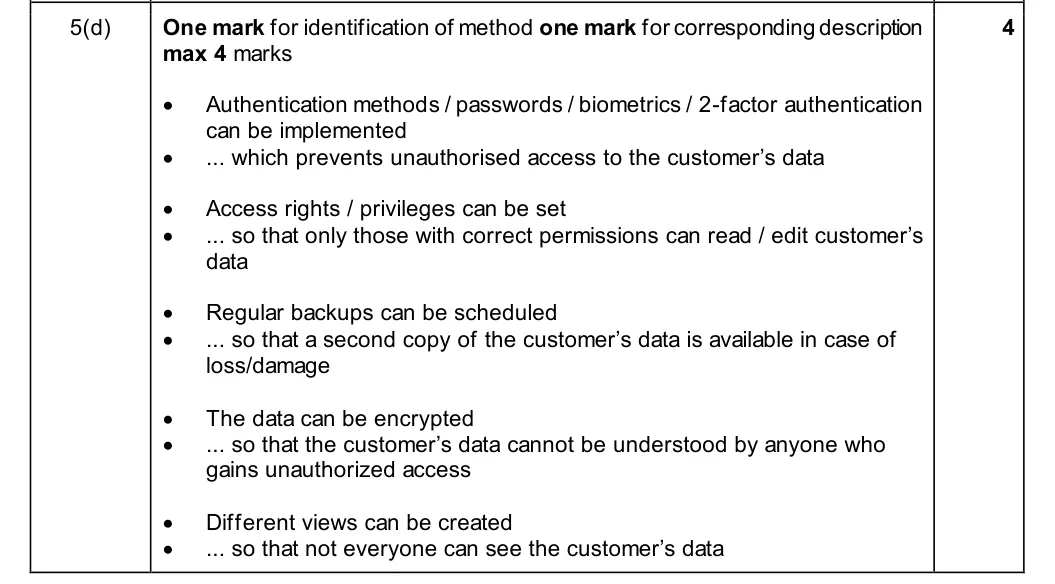 5(d) One mark for identification of method one mark for corresponding description 4
max 4 marks
• Authentication methods / passwords / biometrics / 2-factor authentication
can be implemented
• ... which prevents unauthorised access to the customer’s data
• Access rights / privileges can be set
• ... so that only those with correct permissions can read / edit customer’s
data
• Regular backups can be scheduled
• ... so that a second copy of the customer’s data is available in case of
loss/damage
• The data can be encrypted
• ... so that the customer’s data cannot be understood by anyone who
gains unauthorized access
• Different views can be created
• ... so that not everyone can see the customer’s data